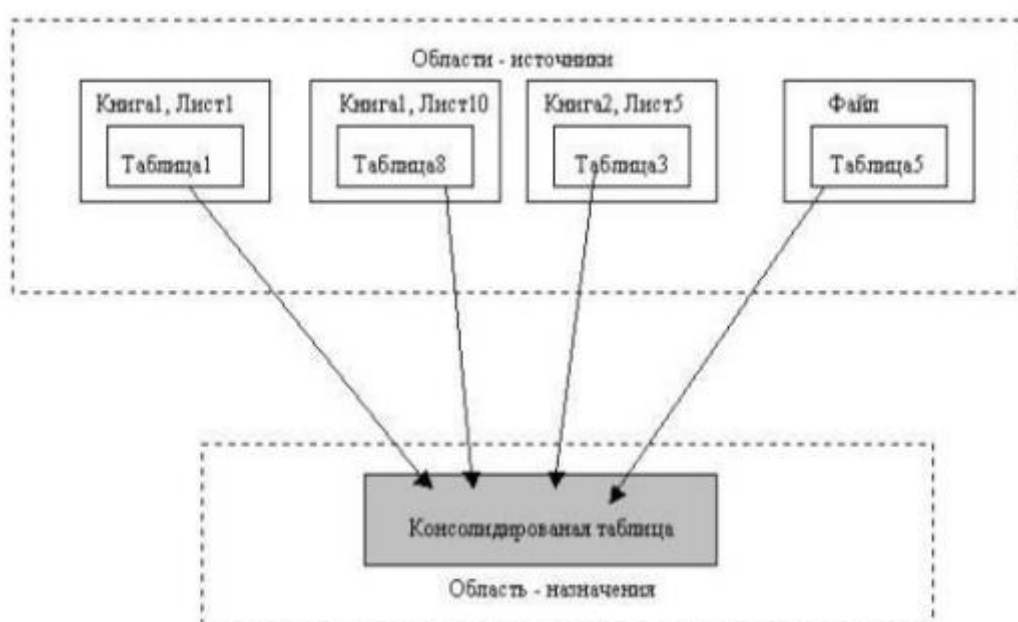 Области - источники
Книга1, Лист1
Книга1, Лист10
Книга2, Лист5
Файл
Таблица1
Таблица8
Таблица3
Таблица5
Консолидированая таблица
Область - назначения